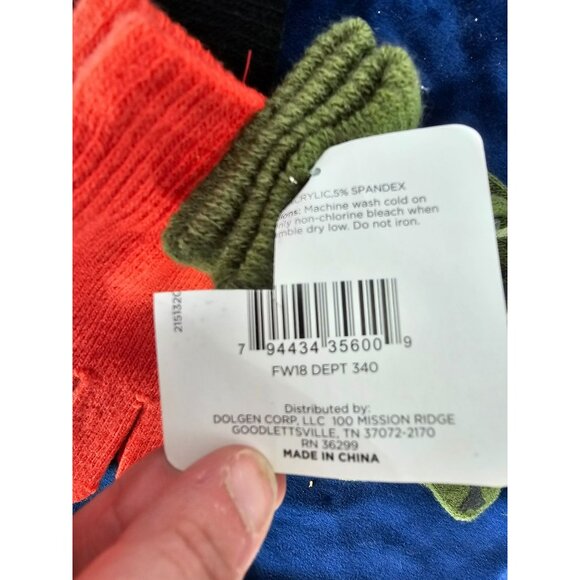 CRYLIC,5% SPANDEX
ions: Machine wash cold on
nly non-chlorine bleach when
mble dry low. Do not iron.
2151320
7 94434 35600 9
FW18 DEPT 340
Distributed by:
DOLGEN CORP, LLC 100 MISSION RIDGE
GOODLETTSVILLE, TN 37072-2170
RN 36299
MADE IN CHINA